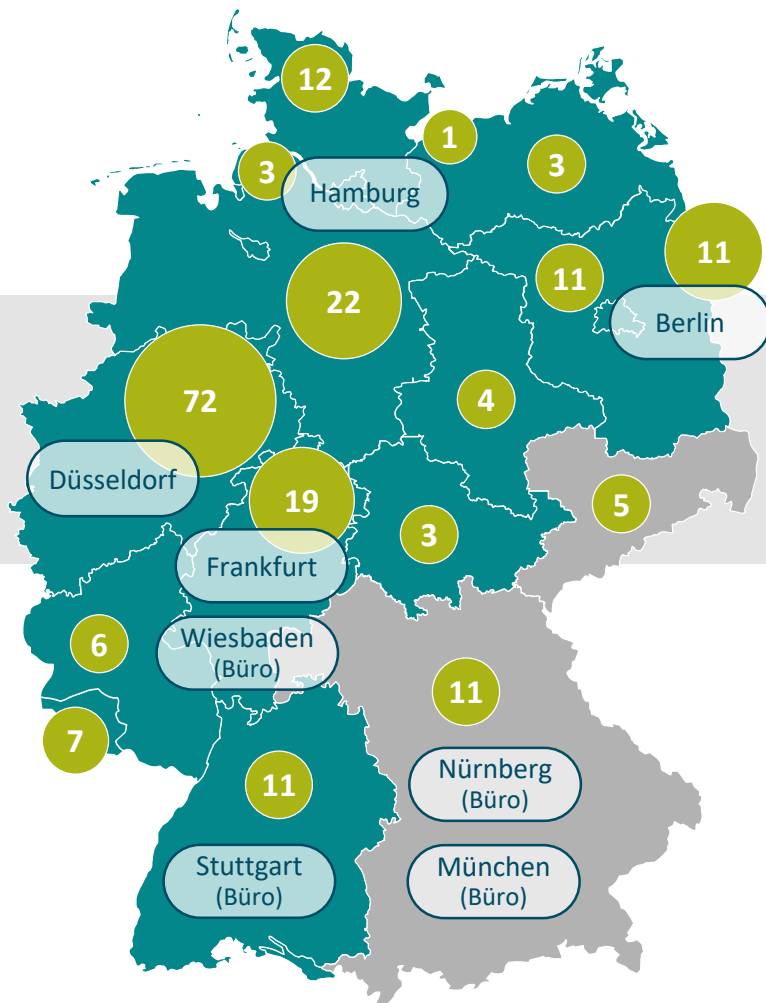 12
1
3
3
Hamburg
11
11
22
Berlin
72
4
Düsseldorf
19
5
3
Frankfurt
6
Wiesbaden
(Büro)
11
7
11
Nürnberg
(Büro)
Stuttgart
(Büro)
München
(Büro)